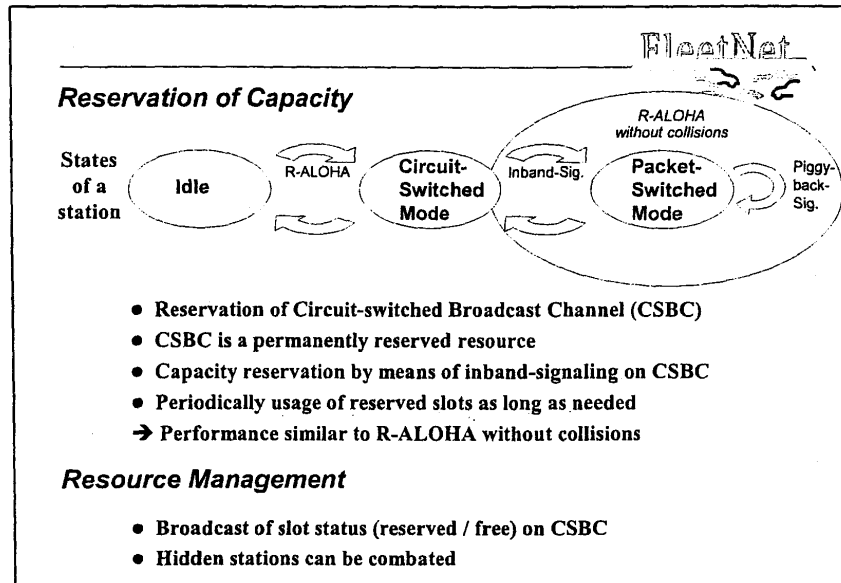 FleetNet
Reservation of Capacity
R-ALOHA
without collisions
States
of a
station
Idle
R-ALOHA
Circuit-
Switched
Mode
Inband-Sig.
Packet-
Switched
Mode
Piggy-
back-
Sig.
● Reservation of Circuit-switched Broadcast Channel (CSBC)
● CSBC is a permanently reserved resource
● Capacity reservation by means of inband-signaling on CSBC
● Periodically usage of reserved slots as long as needed
➔ Performance similar to R-ALOHA without collisions
Resource Management
● Broadcast of slot status (reserved / free) on CSBC
● Hidden stations can be combated